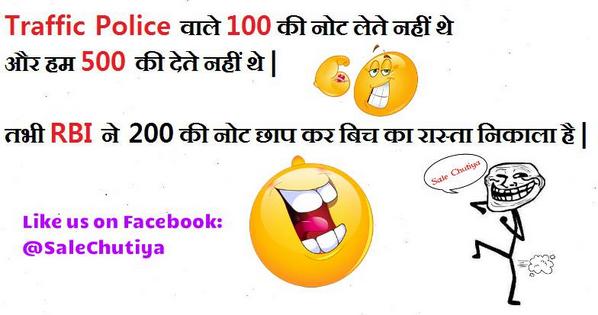 Traffic Police वाले 100 की नोट लेते नहीं थे
और हम 500 की देते नहीं थे |
तभी RBI ने 200 की नोट छाप कर बिच का रास्ता निकाला है |
Sale Chutiya
Like us on Facebook:
@SaleChutiya